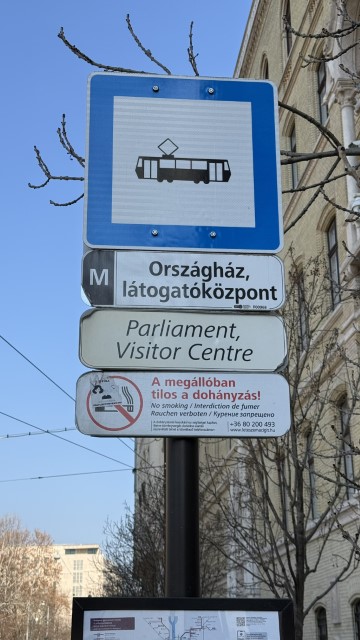 M
Országház,
látogatóközpont
Parliament,
Visitor Centre
A megállóban
tilos a dohányzás!
No smoking / Interdiction de fumer
Rauchen verboten / Курение запрещено
+36 80 200 493